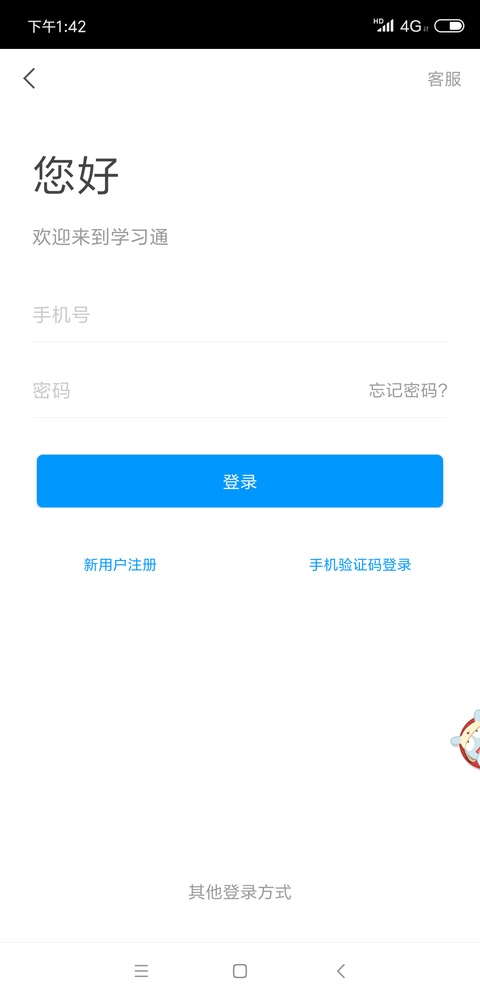 下午1:42
HD 4G
客服
您好
欢迎来到学习通
手机号
密码
忘记密码?
登录
新用户注册
手机验证码登录
其他登录方式